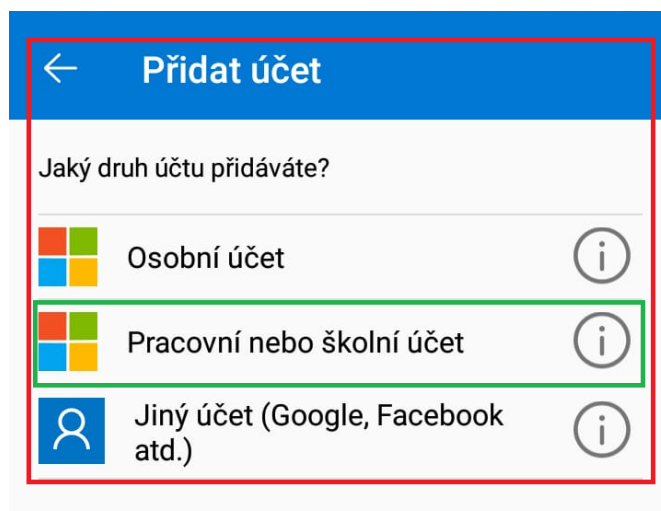 Přidat účet
Jaký druh účtu přidáváte?
Osobní účet
Pracovní nebo školní účet
Jiný účet (Google, Facebook
atd.)